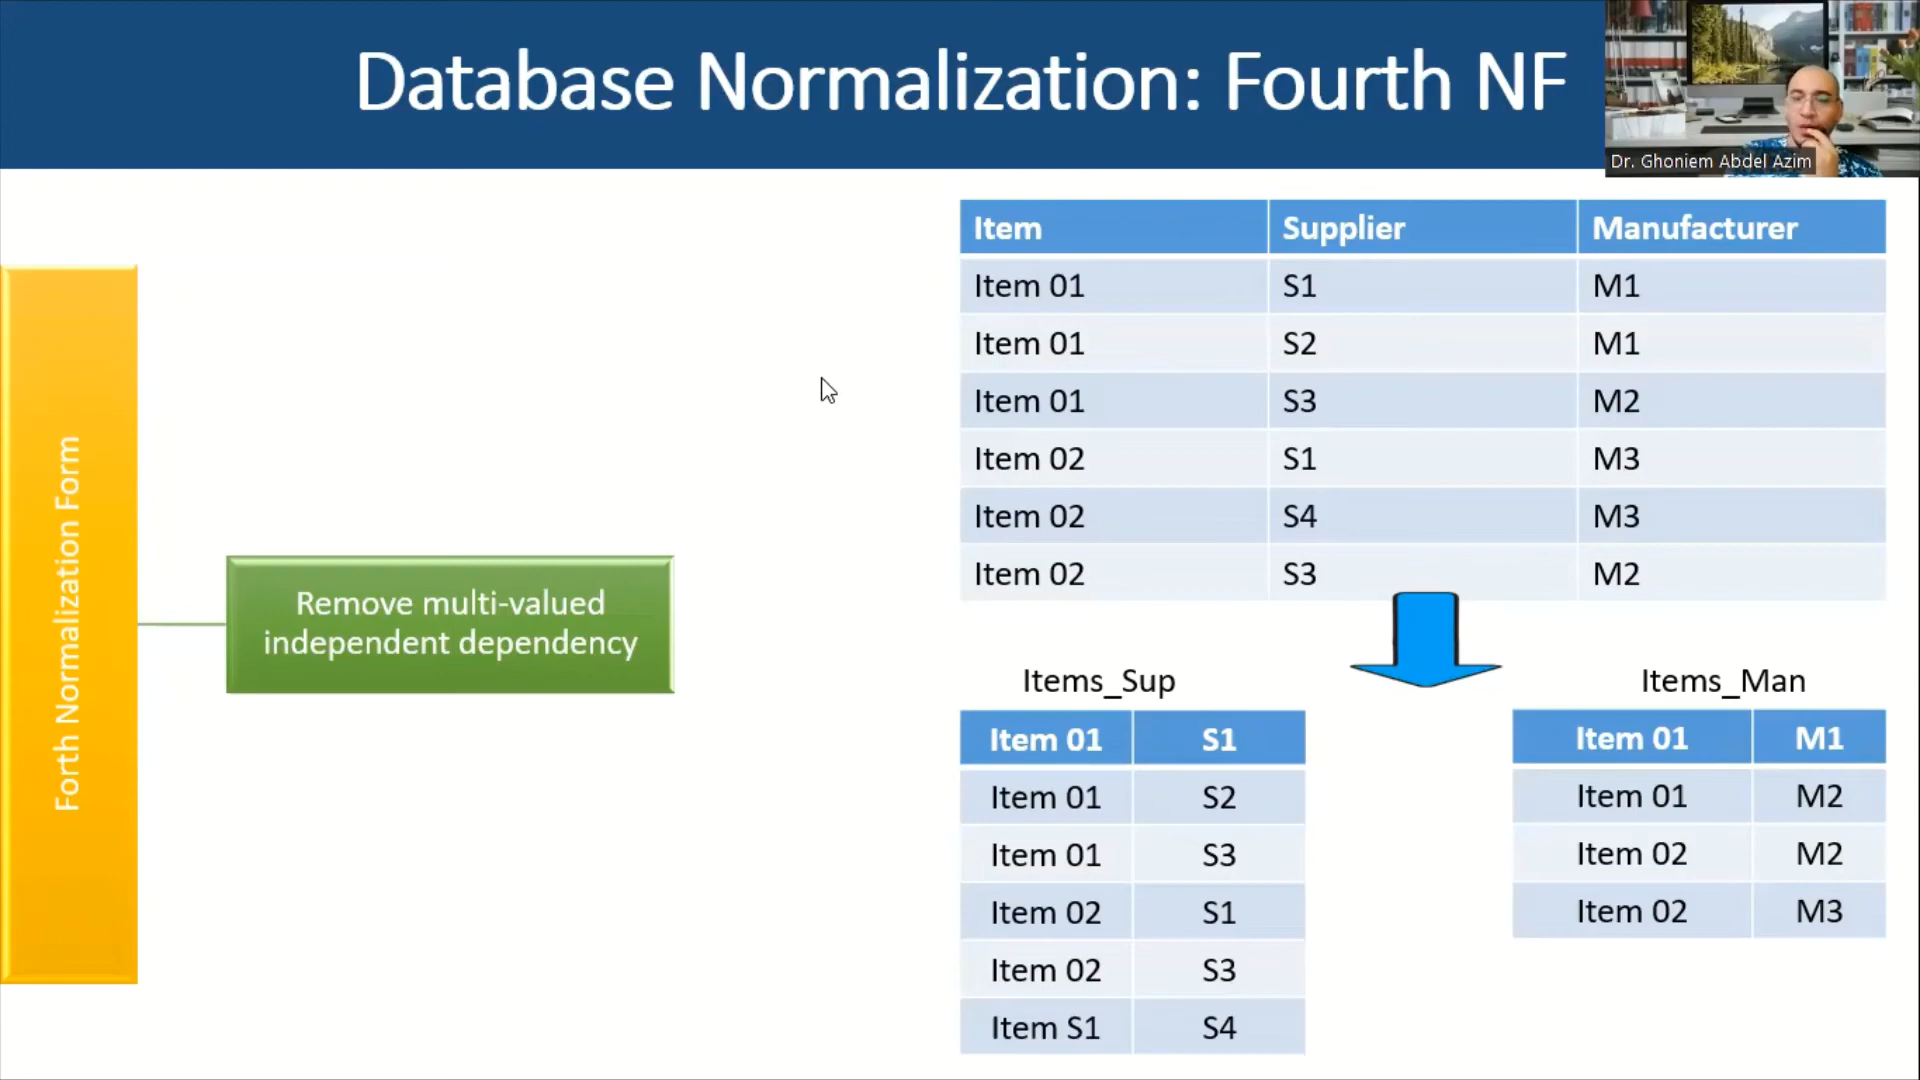 Database Normalization: Fourth NF
Dr. Ghoniem Abdel Azim
Forth Normalization Form
Remove multi-valued
independent dependency
Item Supplier Manufacturer
Item 01 S1 M1
Item 01 S2 M1
Item 01 S3 M2
Item 02 S1 M3
Item 02 S4 M3
Item 02 S3 M2
Items_Sup
Item 01 S1
Item 01 S2
Item 01 S3
Item 02 S1
Item 02 S3
Item S1 S4
Items_Man
Item 01 M1
Item 01 M2
Item 02 M2
Item 02 M3